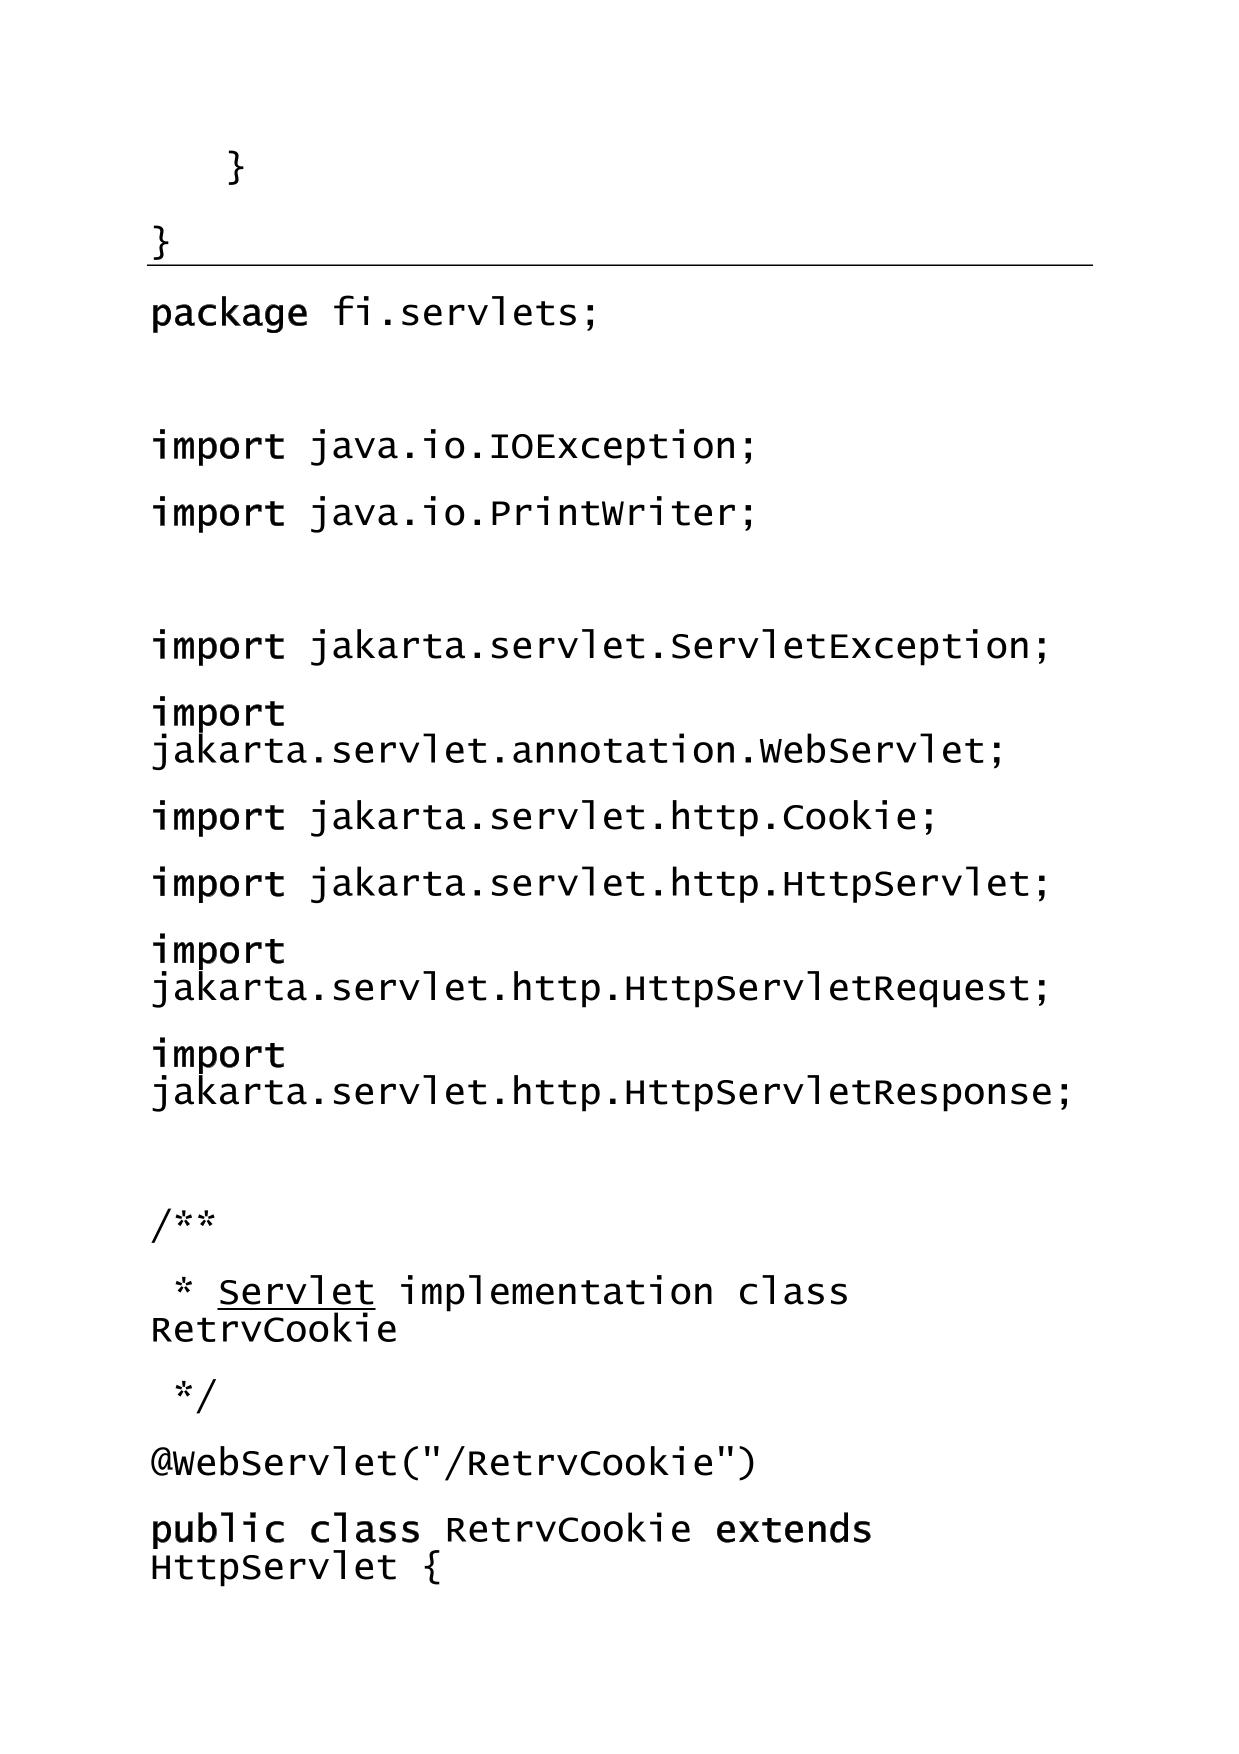 }
}
package fi.servlets;
import java.io.IOException;
import java.io.PrintWriter;
import jakarta.servlet.ServletException;
import
jakarta.servlet.annotation.WebServlet;
import jakarta.servlet.http.Cookie;
import jakarta.servlet.http.HttpServlet;
import
jakarta.servlet.http.HttpServletRequest;
import
jakarta.servlet.http.HttpServletResponse;
/**
 * Servlet implementation class
RetrvCookie
 */
@WebServlet("/RetrvCookie")
public class RetrvCookie extends
HttpServlet {